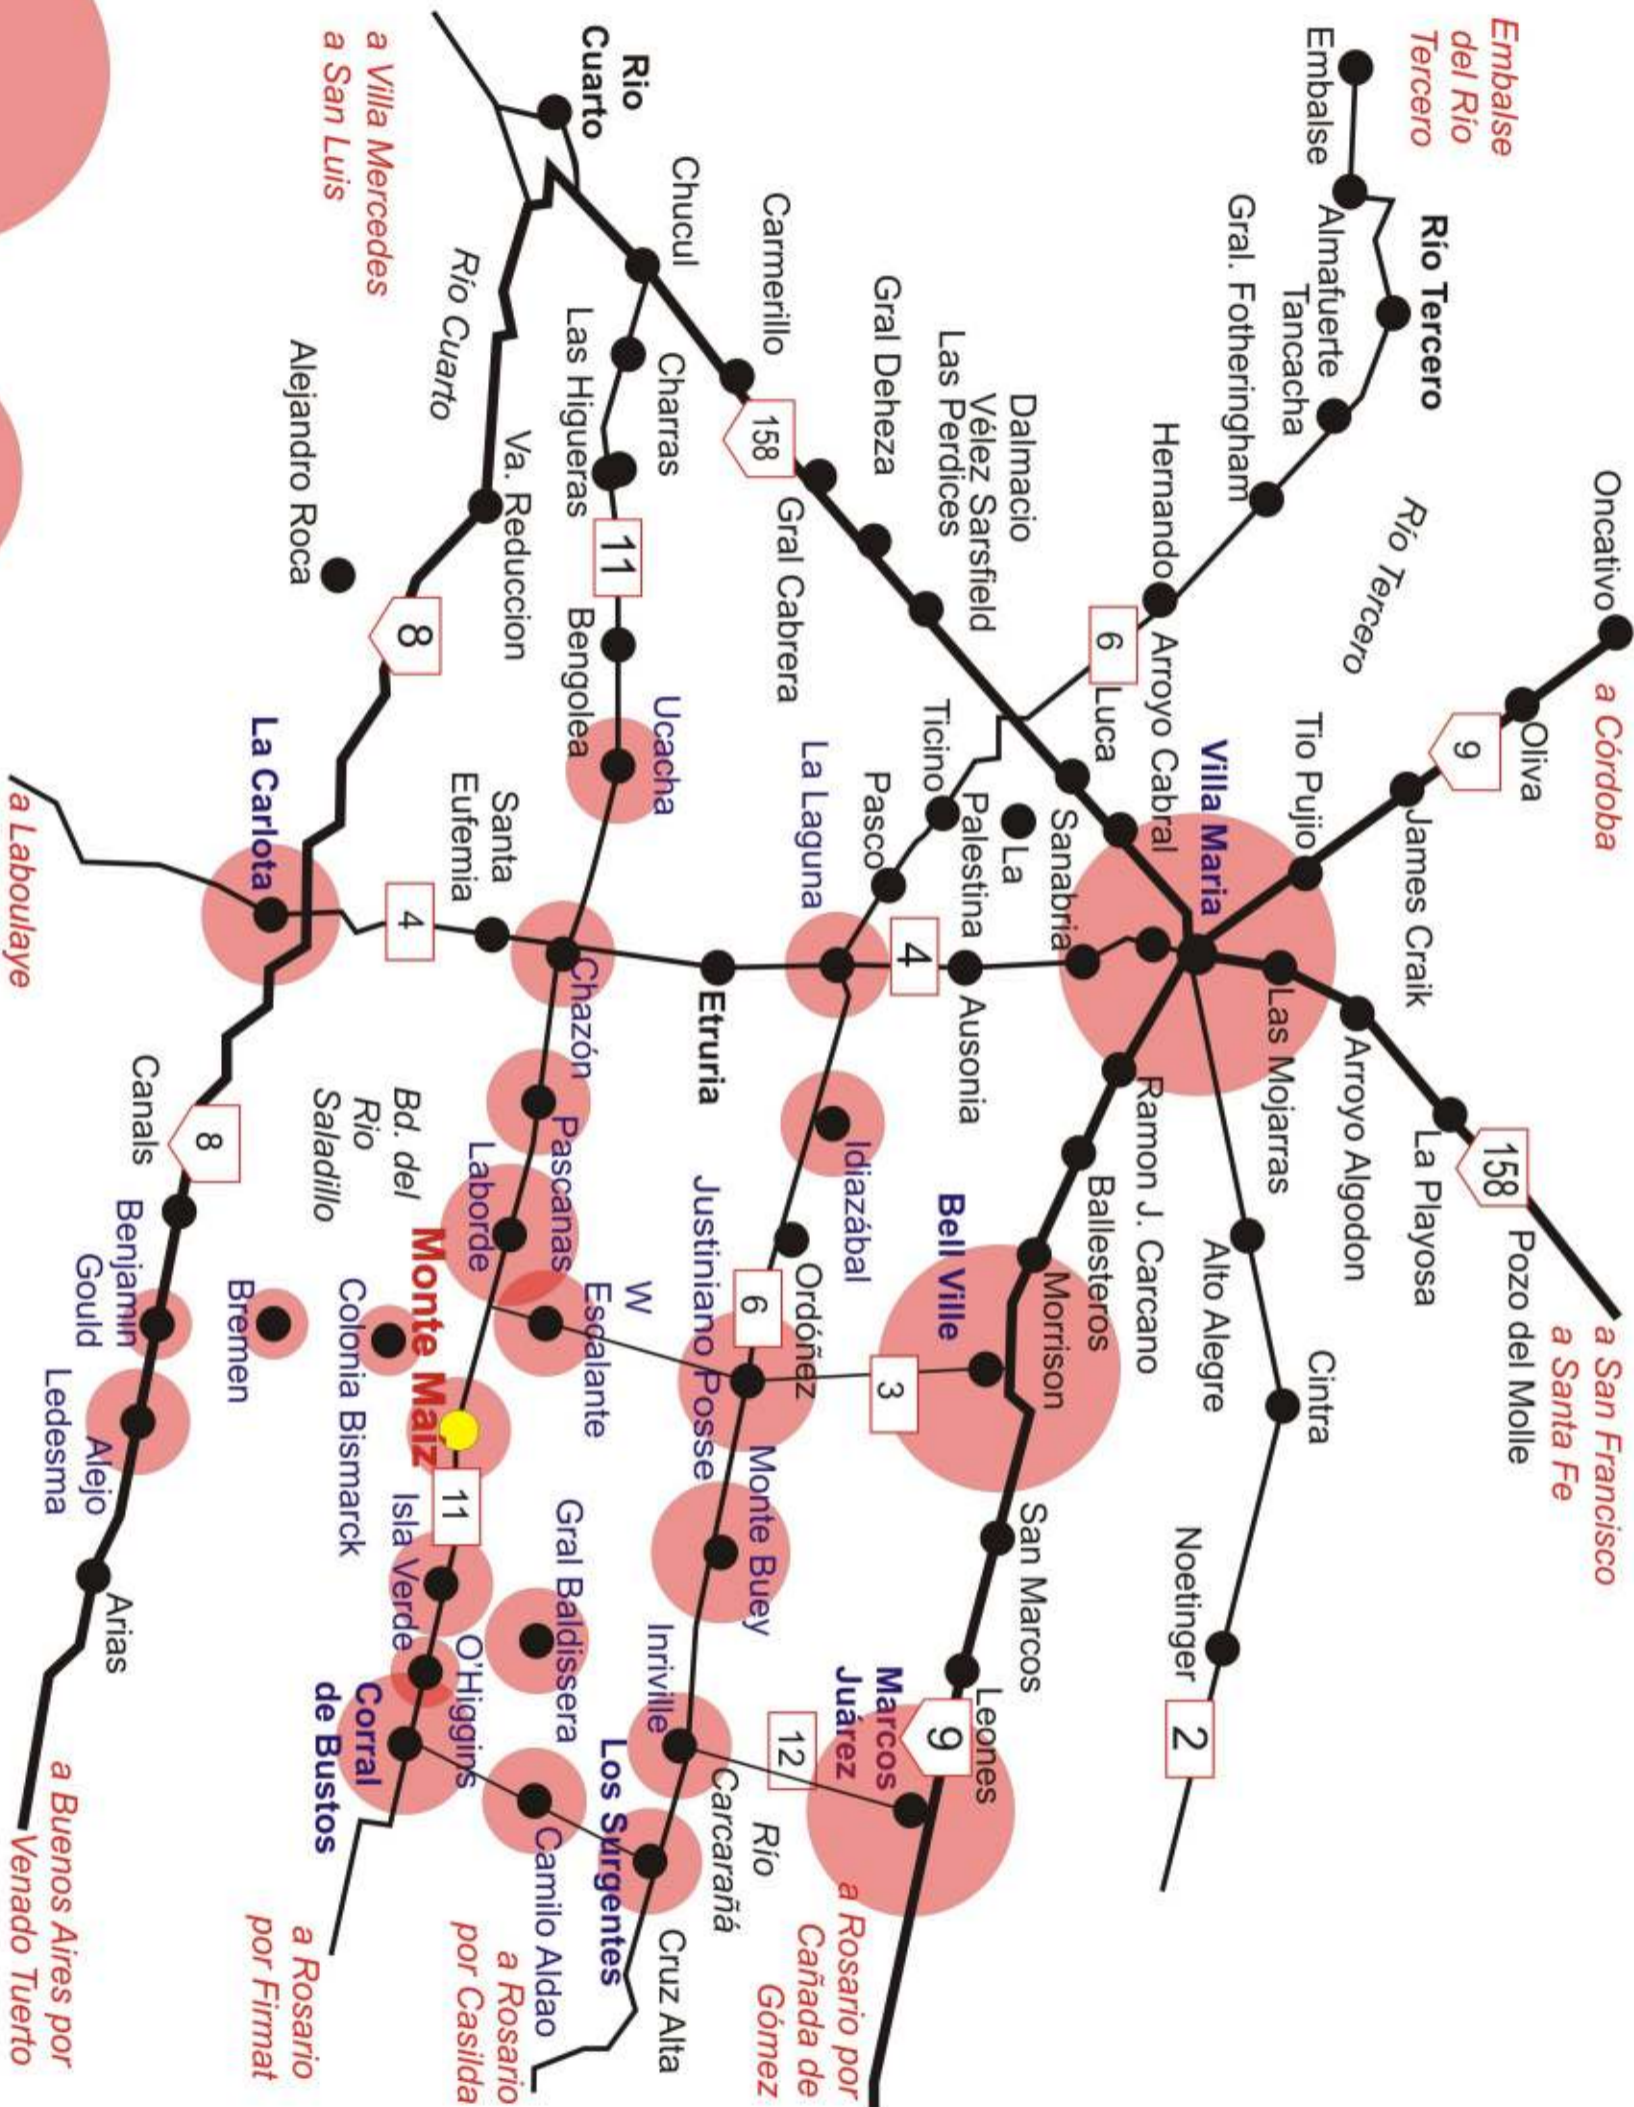 Oncativo
a Córdoba
Oliva
9
James Craik
Tio Pujio
Embalse
del Río
Tercero
Embalse
Almafuerte
Río Tercero
Tancacha
Gral. Fotheringham
Hernando
Río Tercero
6
Arroyo Cabral
Luca
Villa Maria
Las Mojarras
Arroyo Algodon
La Playosa
158
Pozo del Molle
a San Francisco
a Santa Fe
Alto Alegre
Cintra
Noetinger
2
Ramon J. Carcano
Ballesteros
Morrison
Bell Ville
San Marcos
Leones
9
Marcos
Juárez
a Rosario por
Cañada de
Gómez
Sanabria
La
Palestina
Ausonia
Ticino
Pasco
4
La Laguna
Dalmacio
Vélez Sarsfield
Las Perdices
Gral Deheza
Gral Cabrera
158
Carmerillo
Chucul
Rio
Cuarto
a Villa Mercedes
a San Luis
Charras
Las Higueras
11
Bengolea
Ucacha
Etruria
Idiazábal
Ordóñez
6
3
Justiniano Posse
Monte Buey
Inriville
12
Río
Carcarañá
Los Surgentes
Cruz Alta
a Rosario
por Casilda
Chazón
Pascanas
Laborde
W
Escalante
Monte Maiz
11
Isla Verde
Gral Baldissera
O'Higgins
Corral
de Bustos
Camilo Aldao
a Rosario
por Firmat
Rio Cuarto
Va. Reduccion
Alejandro Roca
8
Santa
Eufemia
4
La Carlota
a Laboulaye
Bd. del
Rio
Saladillo
Colonia Bismarck
Bremen
8
Canals
Benjamin
Gould
Alejo
Ledesma
Arias
a Buenos Aires por
Venado Tuerto